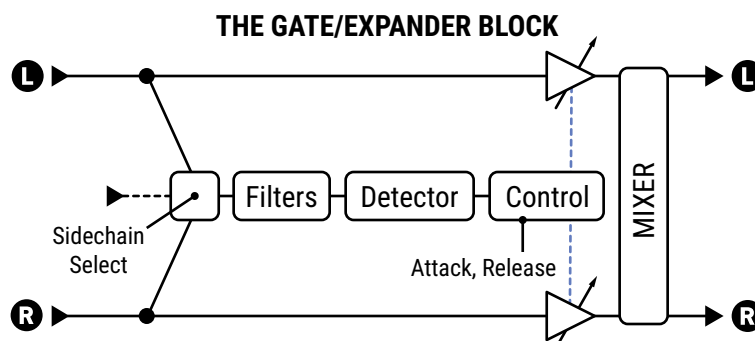 THE GATE/EXPANDER BLOCK
L
L
Filters
Detector
Control
MIXER
Sidechain
Select
Attack, Release
R
R